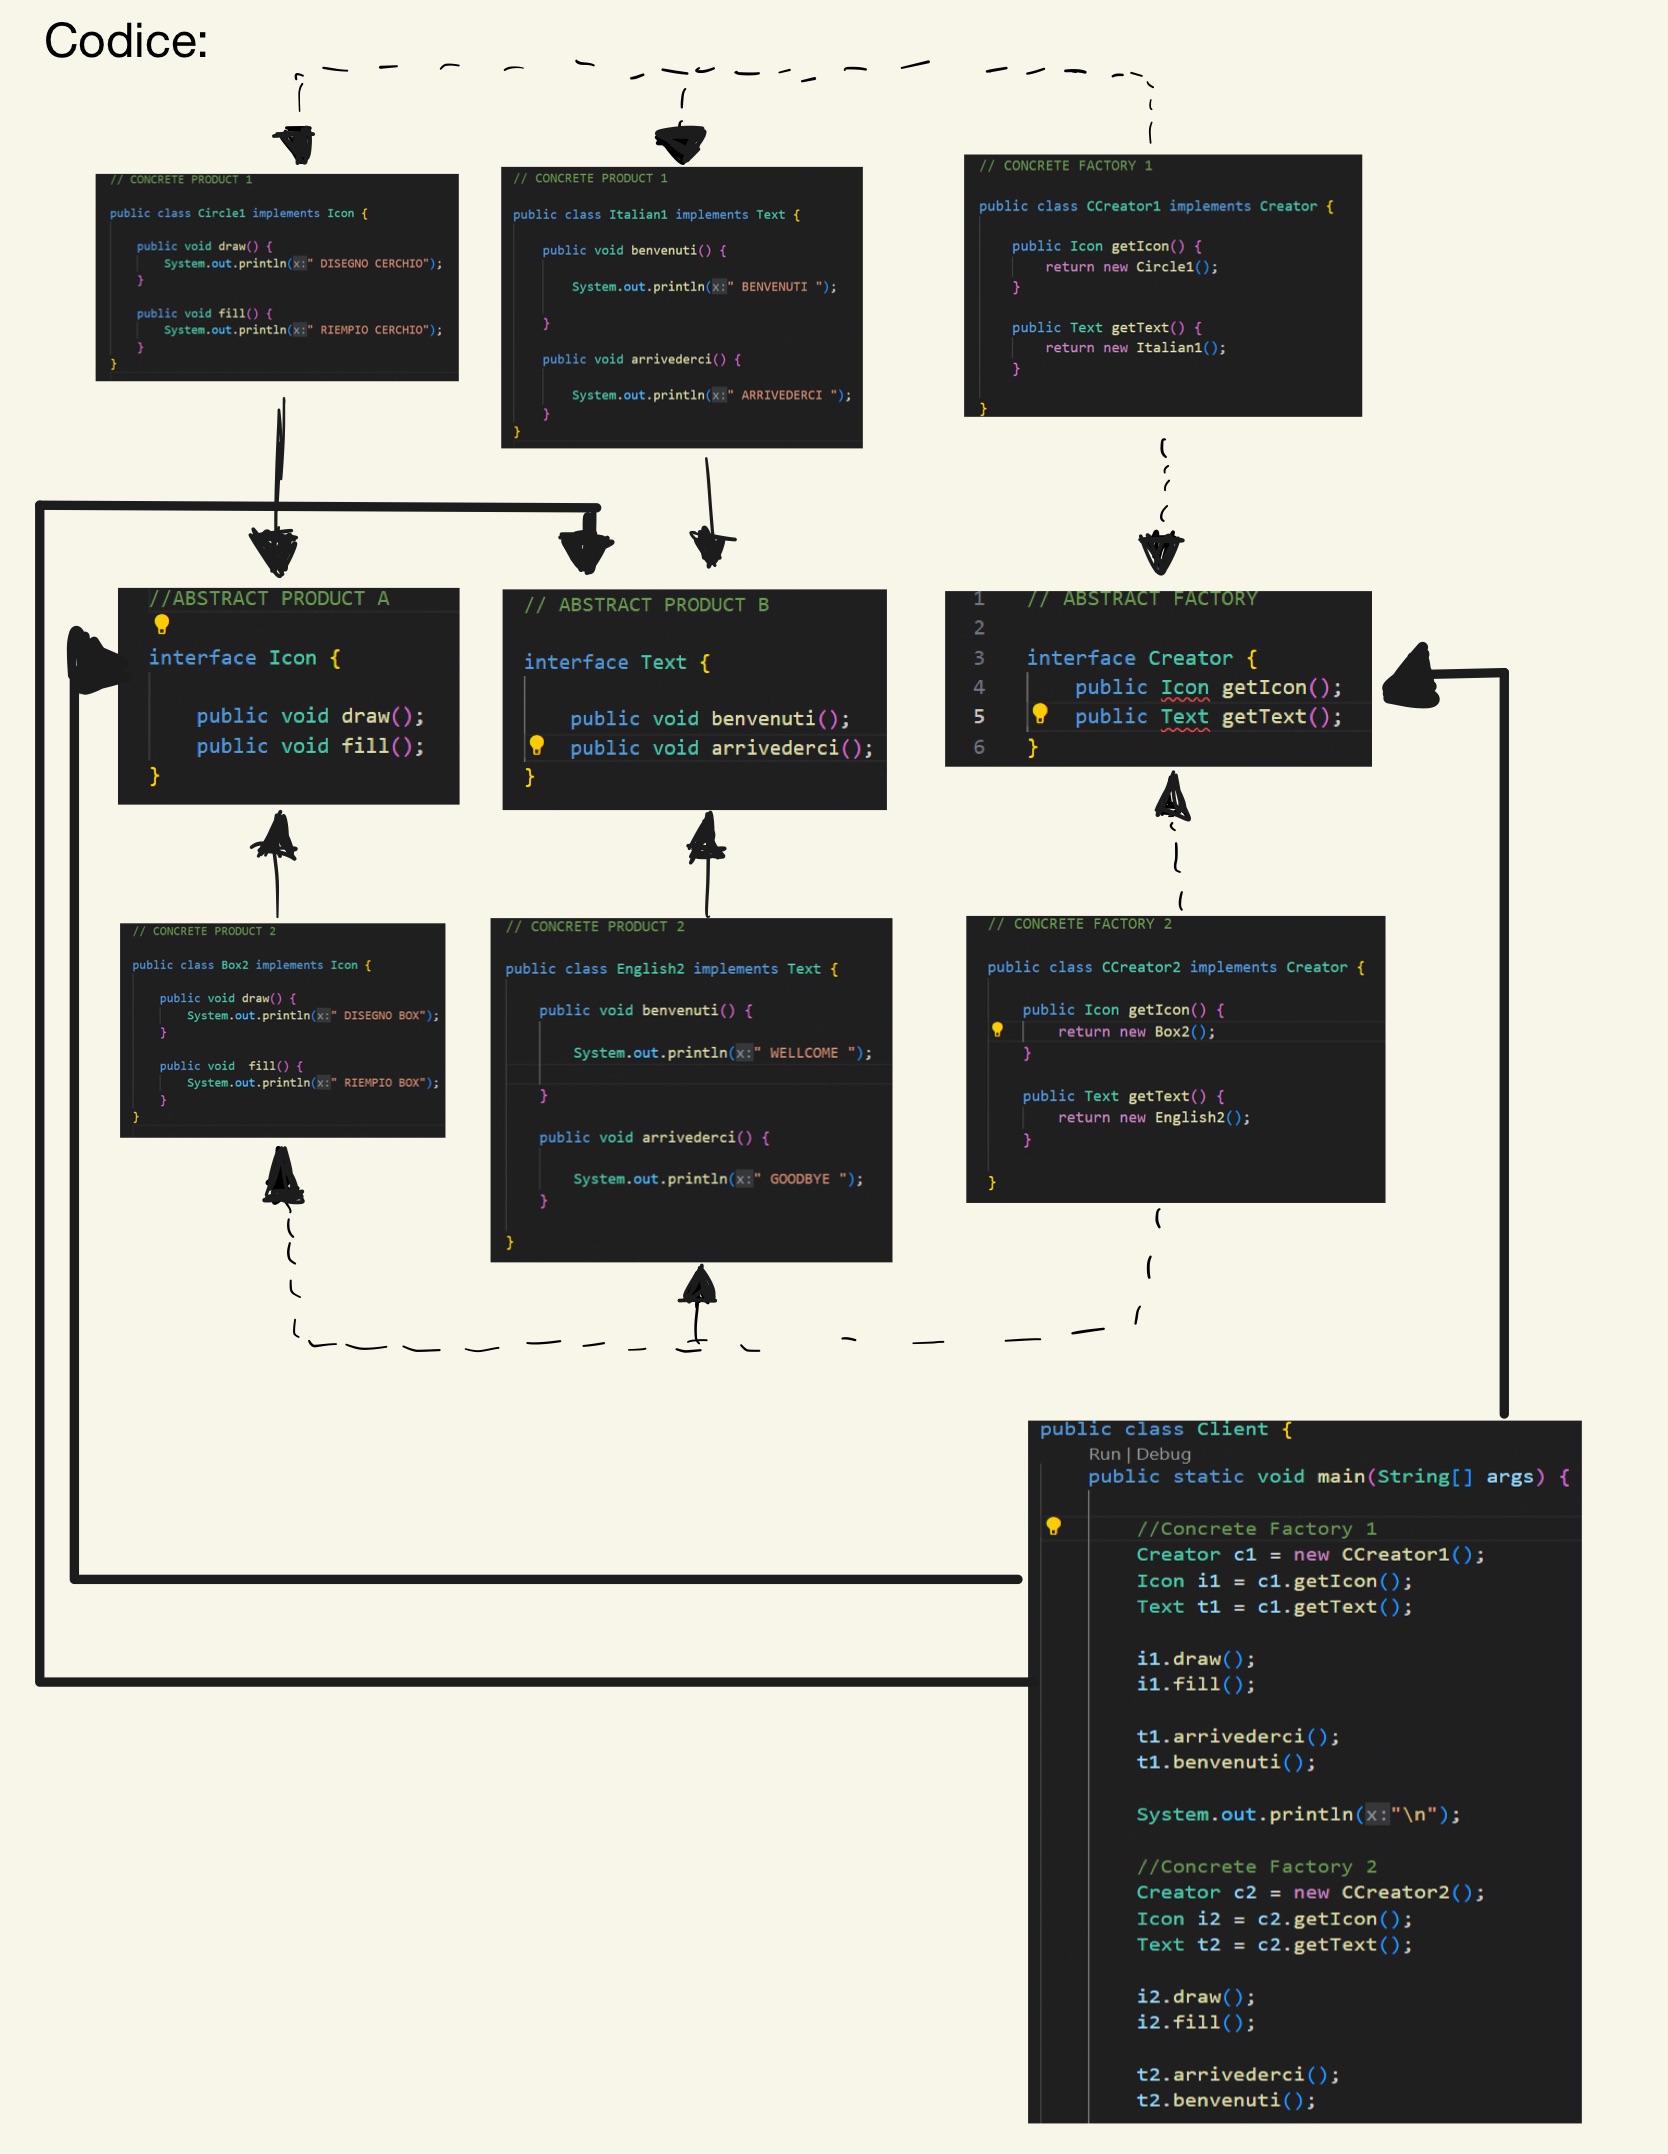 Codice:
// CONCRETE PRODUCT 1
public class Circle1 implements Icon {
public void draw() {
System.out.println(x:" DISEGNO CERCHIO");
}
public void fill() {
System.out.println(x:" RIEMPIO CERCHIO");
}
}
// CONCRETE PRODUCT 1
public class Italian1 implements Text {
public void benvenuti() {
System.out.println(x:" BENVENUTI ");
}
public void arrivederci() {
System.out.println(x:" ARRIVEDERCI ");
}
}
// CONCRETE FACTORY 1
public class CCreator1 implements Creator {
public Icon getIcon() {
return new Circle1();
}
public Text getText() {
return new Italian1();
}
}
//ABSTRACT PRODUCT A
interface Icon {
public void draw();
public void fill();
}
// ABSTRACT PRODUCT B
interface Text {
public void benvenuti();
public void arrivederci();
}
1 // ABSTRACT FACTORY
2
3 interface Creator {
4 public Icon getIcon();
5 public Text getText();
6 }
// CONCRETE PRODUCT 2
public class Box2 implements Icon {
public void draw() {
System.out.println(x:" DISEGNO BOX");
}
public void  fill() {
System.out.println(x:" RIEMPIO BOX");
}
}
// CONCRETE PRODUCT 2
public class English2 implements Text {
public void benvenuti() {
System.out.println(x:" WELLCOME ");
}
public void arrivederci() {
System.out.println(x:" GOODBYE ");
}
}
// CONCRETE FACTORY 2
public class CCreator2 implements Creator {
public Icon getIcon() {
return new Box2();
}
public Text getText() {
return new English2();
}
}
public class Client {
Run | Debug
public static void main(String[] args) {
//Concrete Factory 1
Creator c1 = new CCreator1();
Icon i1 = c1.getIcon();
Text t1 = c1.getText();
i1.draw();
i1.fill();
t1.arrivederci();
t1.benvenuti();
System.out.println(x:"\n");
//Concrete Factory 2
Creator c2 = new CCreator2();
Icon i2 = c2.getIcon();
Text t2 = c2.getText();
i2.draw();
i2.fill();
t2.arrivederci();
t2.benvenuti();